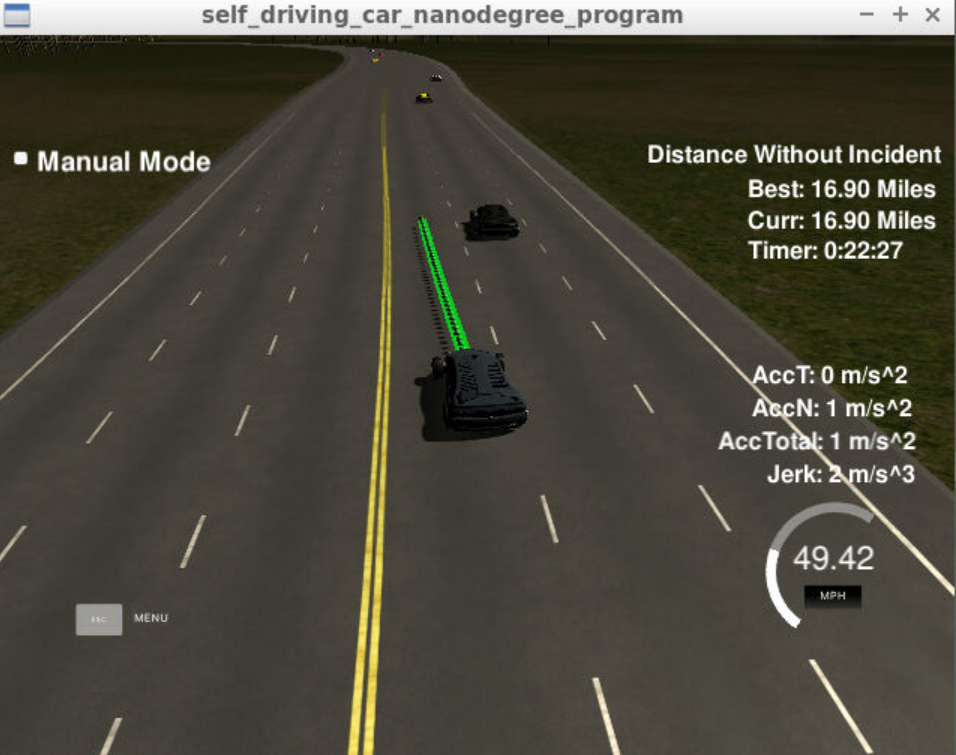 self_driving_car_nanodegree_program
Manual Mode
Distance Without Incident
Best: 16.90 Miles
Curr: 16.90 Miles
Timer: 0:22:27
AccT: 0 m/s^2
AccN: 1 m/s^2
AccTotal: 1 m/s^2
Jerk: 2 m/s^3
49.42
MPH
ESC MENU